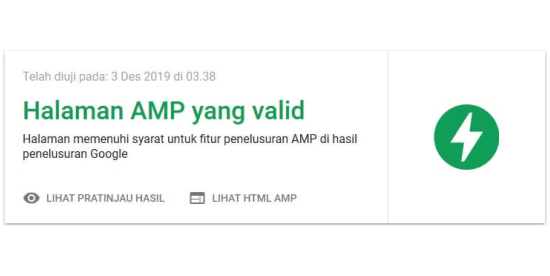 Telah diuji pada: 3 Des 2019 di 03.38
Halaman AMP yang valid
Halaman memenuhi syarat untuk fitur penelusuran AMP di hasil
penelusuran Google
LIHAT PRATINJAU HASIL LIHAT HTML AMP